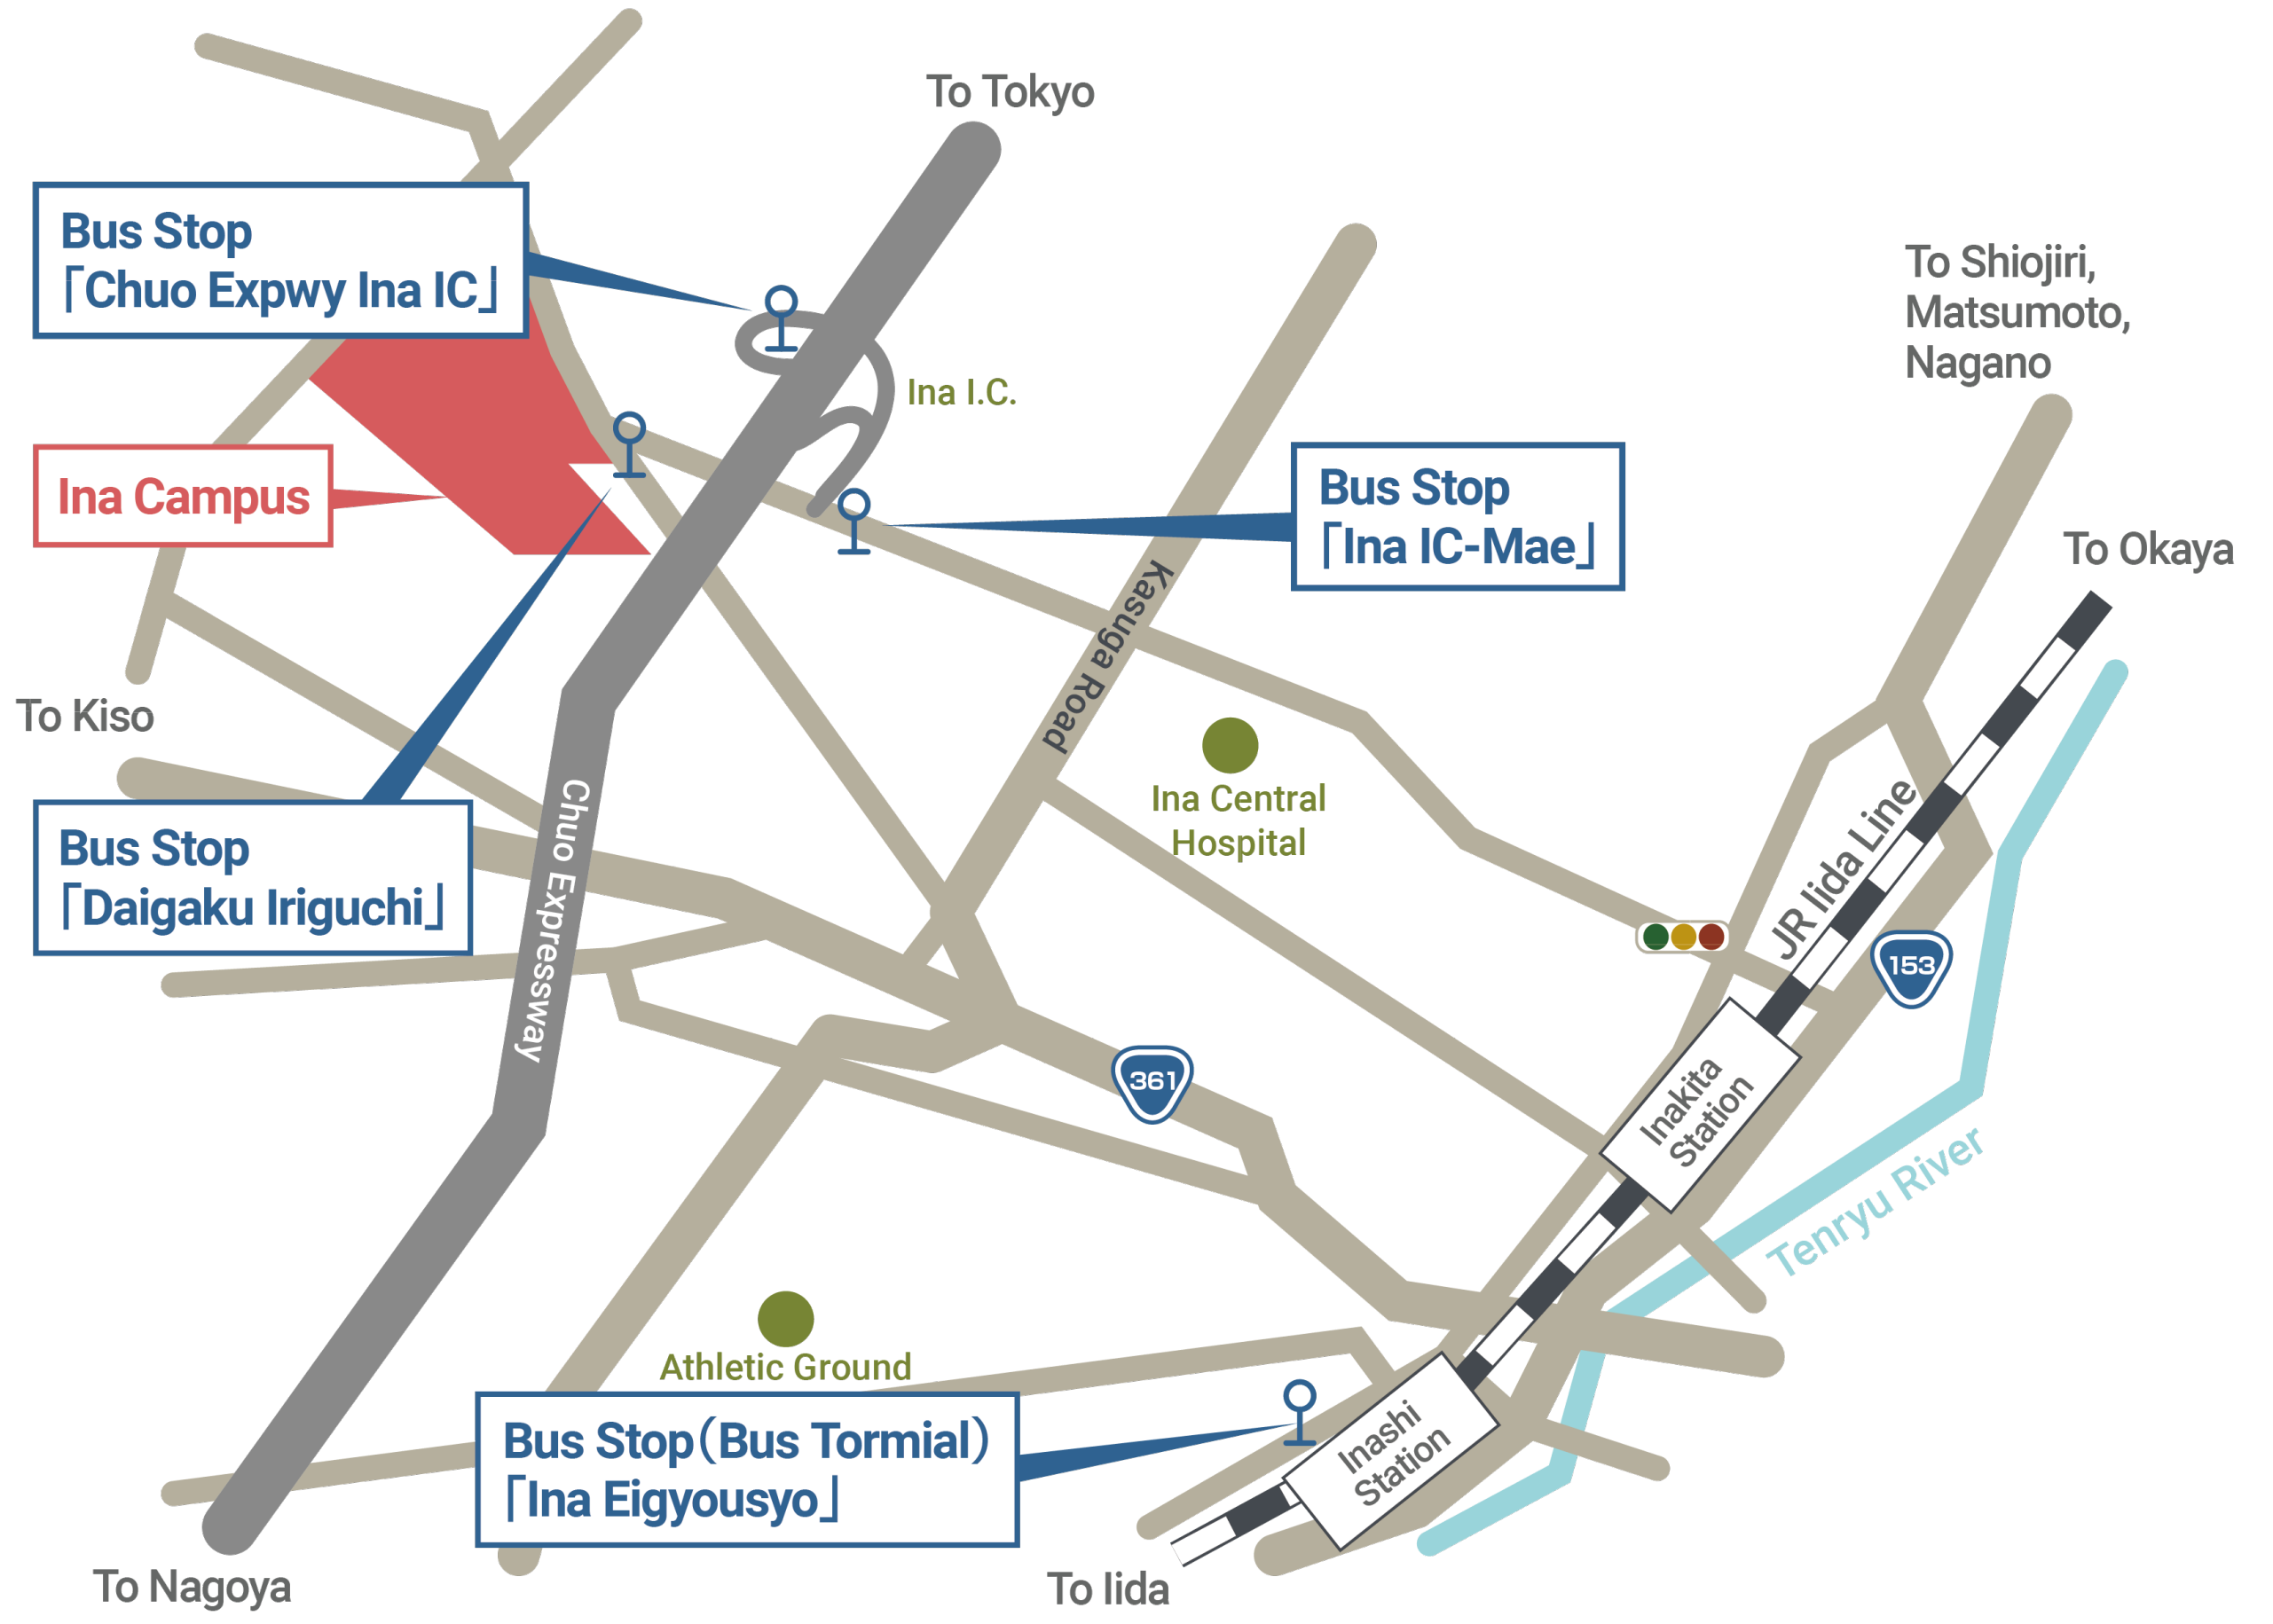 To Tokyo
Bus Stop
「Chuo Expwy Ina IC」
To Shiojiri,
Matsumoto,
Nagano
Ina I.C.
Ina Campus
Bus Stop
「Ina IC-Mae」
To Okaya
Kasuga Road
To Kiso
Ina Central
Hospital
Chuo Expressway
JR Iida Line
Bus Stop
「Daigaku Iriguchi」
153
361
Inakita
Station
Tenryu River
Athletic Ground
Bus Stop(Bus Tormial)
「Ina Eigyousyo」
Inashi
Station
To Nagoya
To Iida